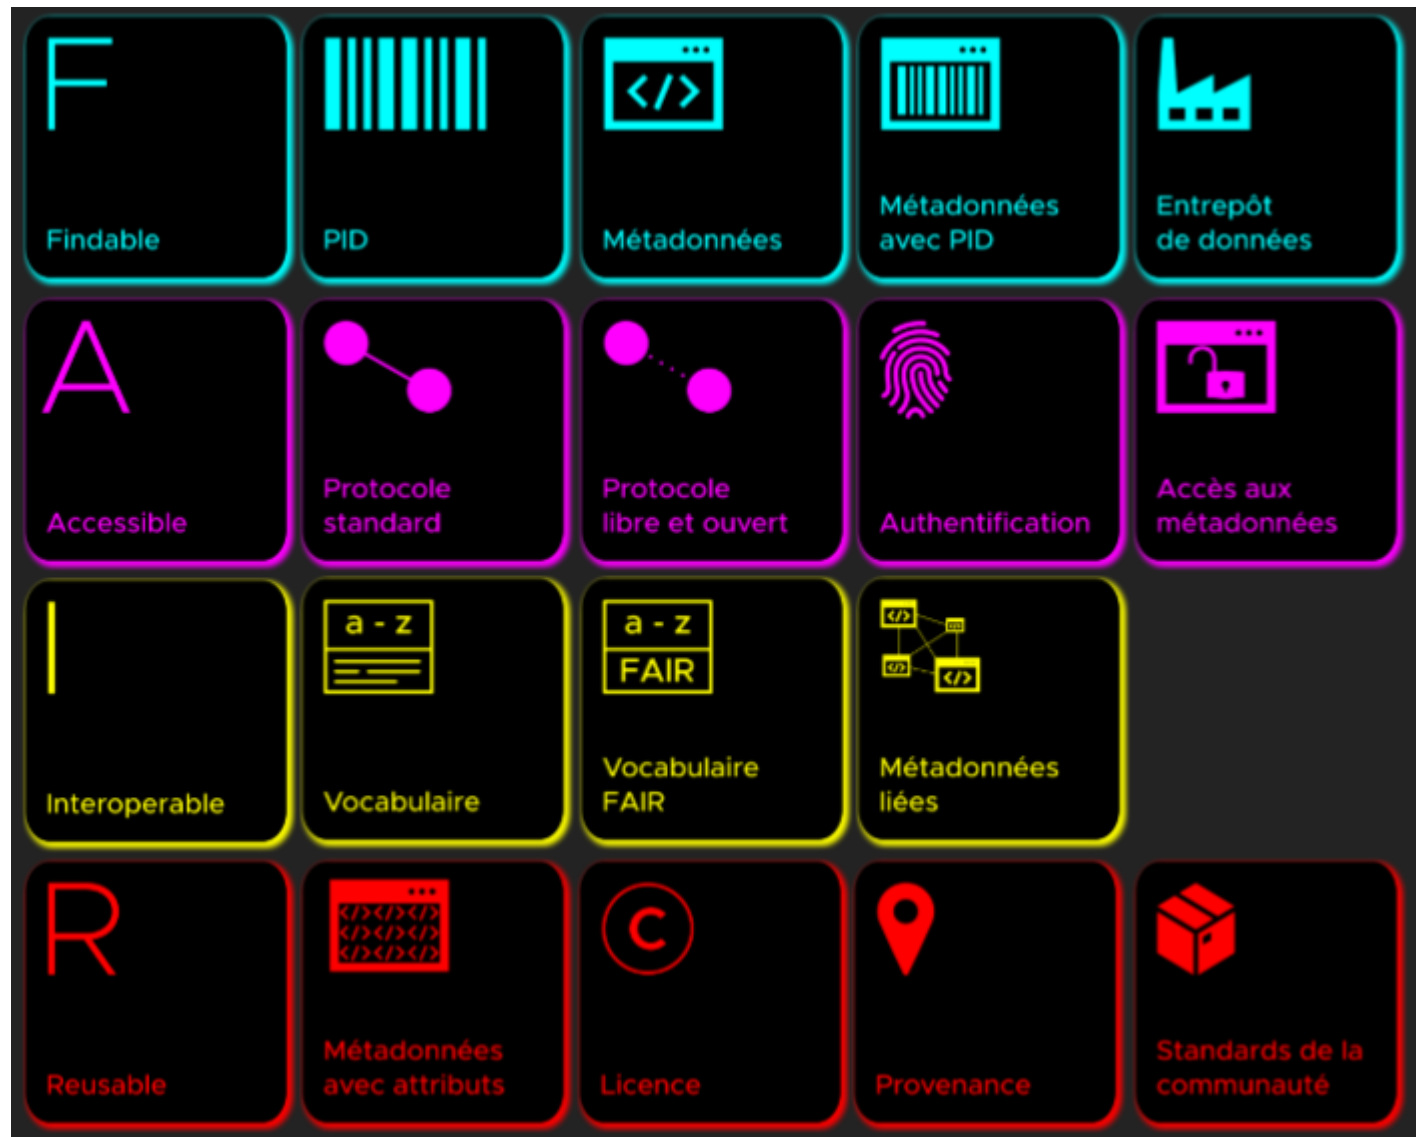 F
Findable
PID
</>
Métadonnées
Métadonnées
avec PID
Entrepôt
de données
A
Accessible
Protocole
standard
Protocole
libre et ouvert
Authentification
Accès aux
métadonnées
I
Interoperable
a - z
Vocabulaire
a - z
FAIR
Vocabulaire
FAIR
</>
</>
</>
</>
Métadonnées
liées
R
Reusable
</></></>
</></></>
</></></>
Métadonnées
avec attributs
C
Licence
Provenance
Standards de la
communauté